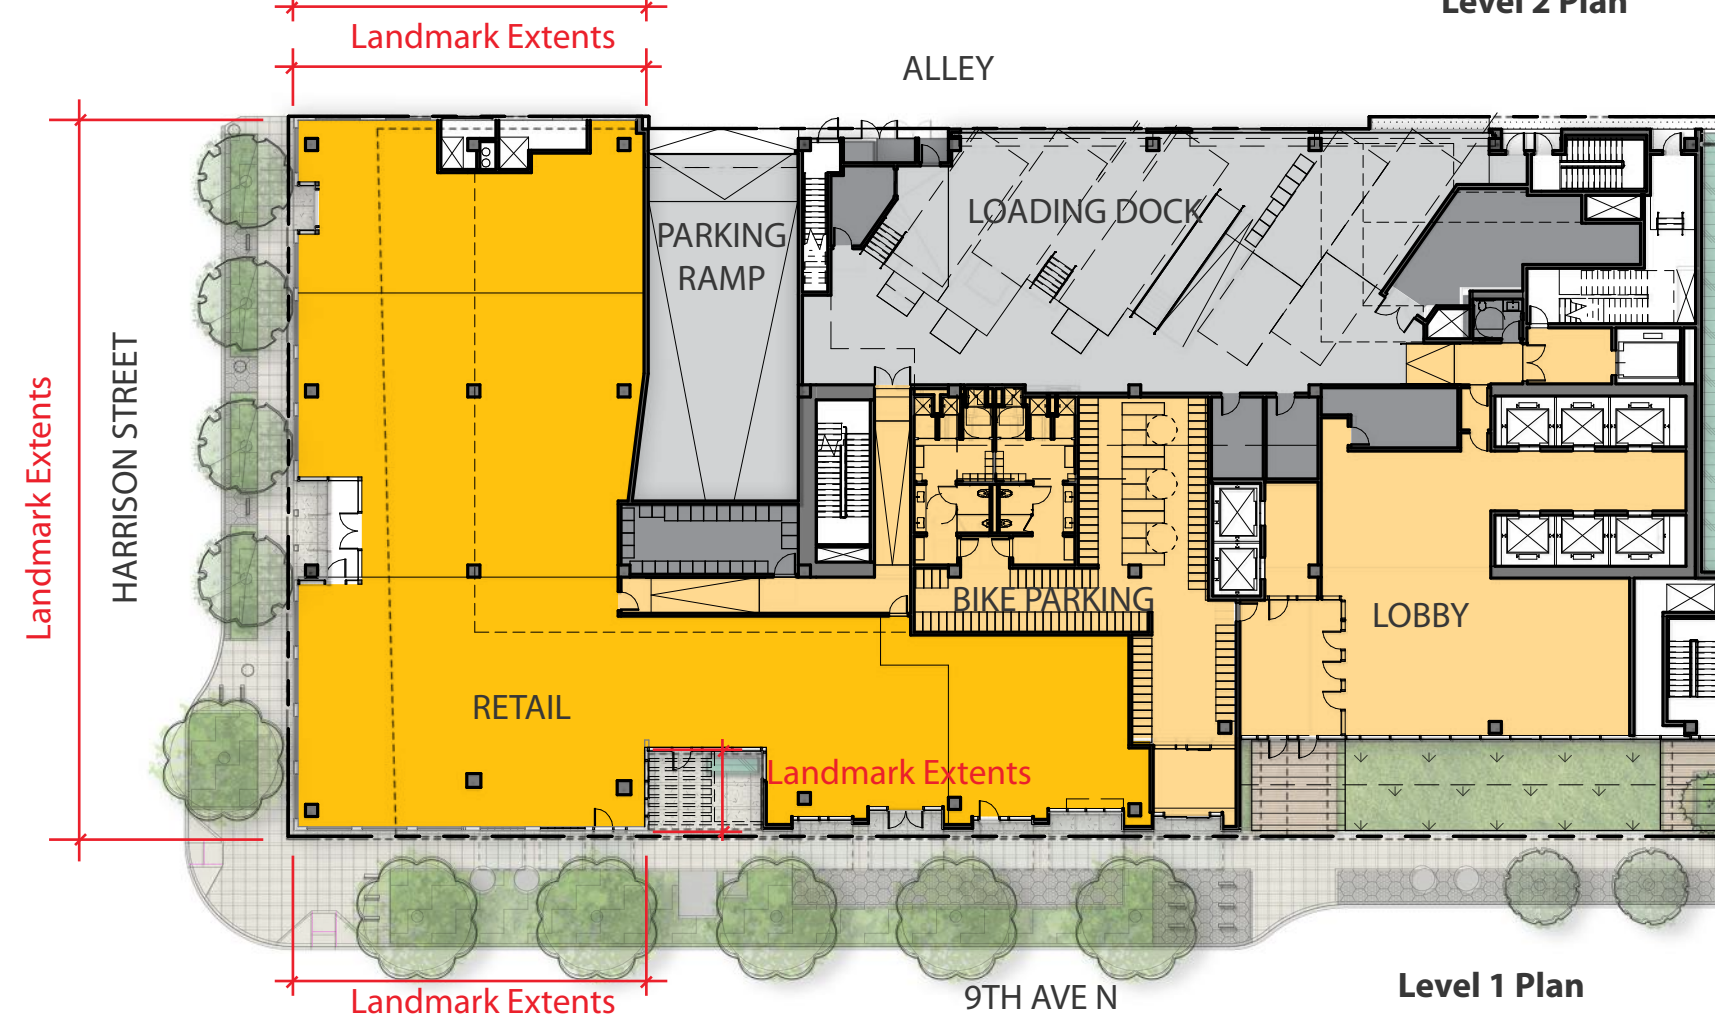 Level 2 Plan
Landmark Extents
ALLEY
LOADING DOCK
PARKING
RAMP
HARRISON STREET
Landmark Extents
BIKE PARKING
LOBBY
RETAIL
Landmark Extents
Level 1 Plan
9TH AVE N
Landmark Extents